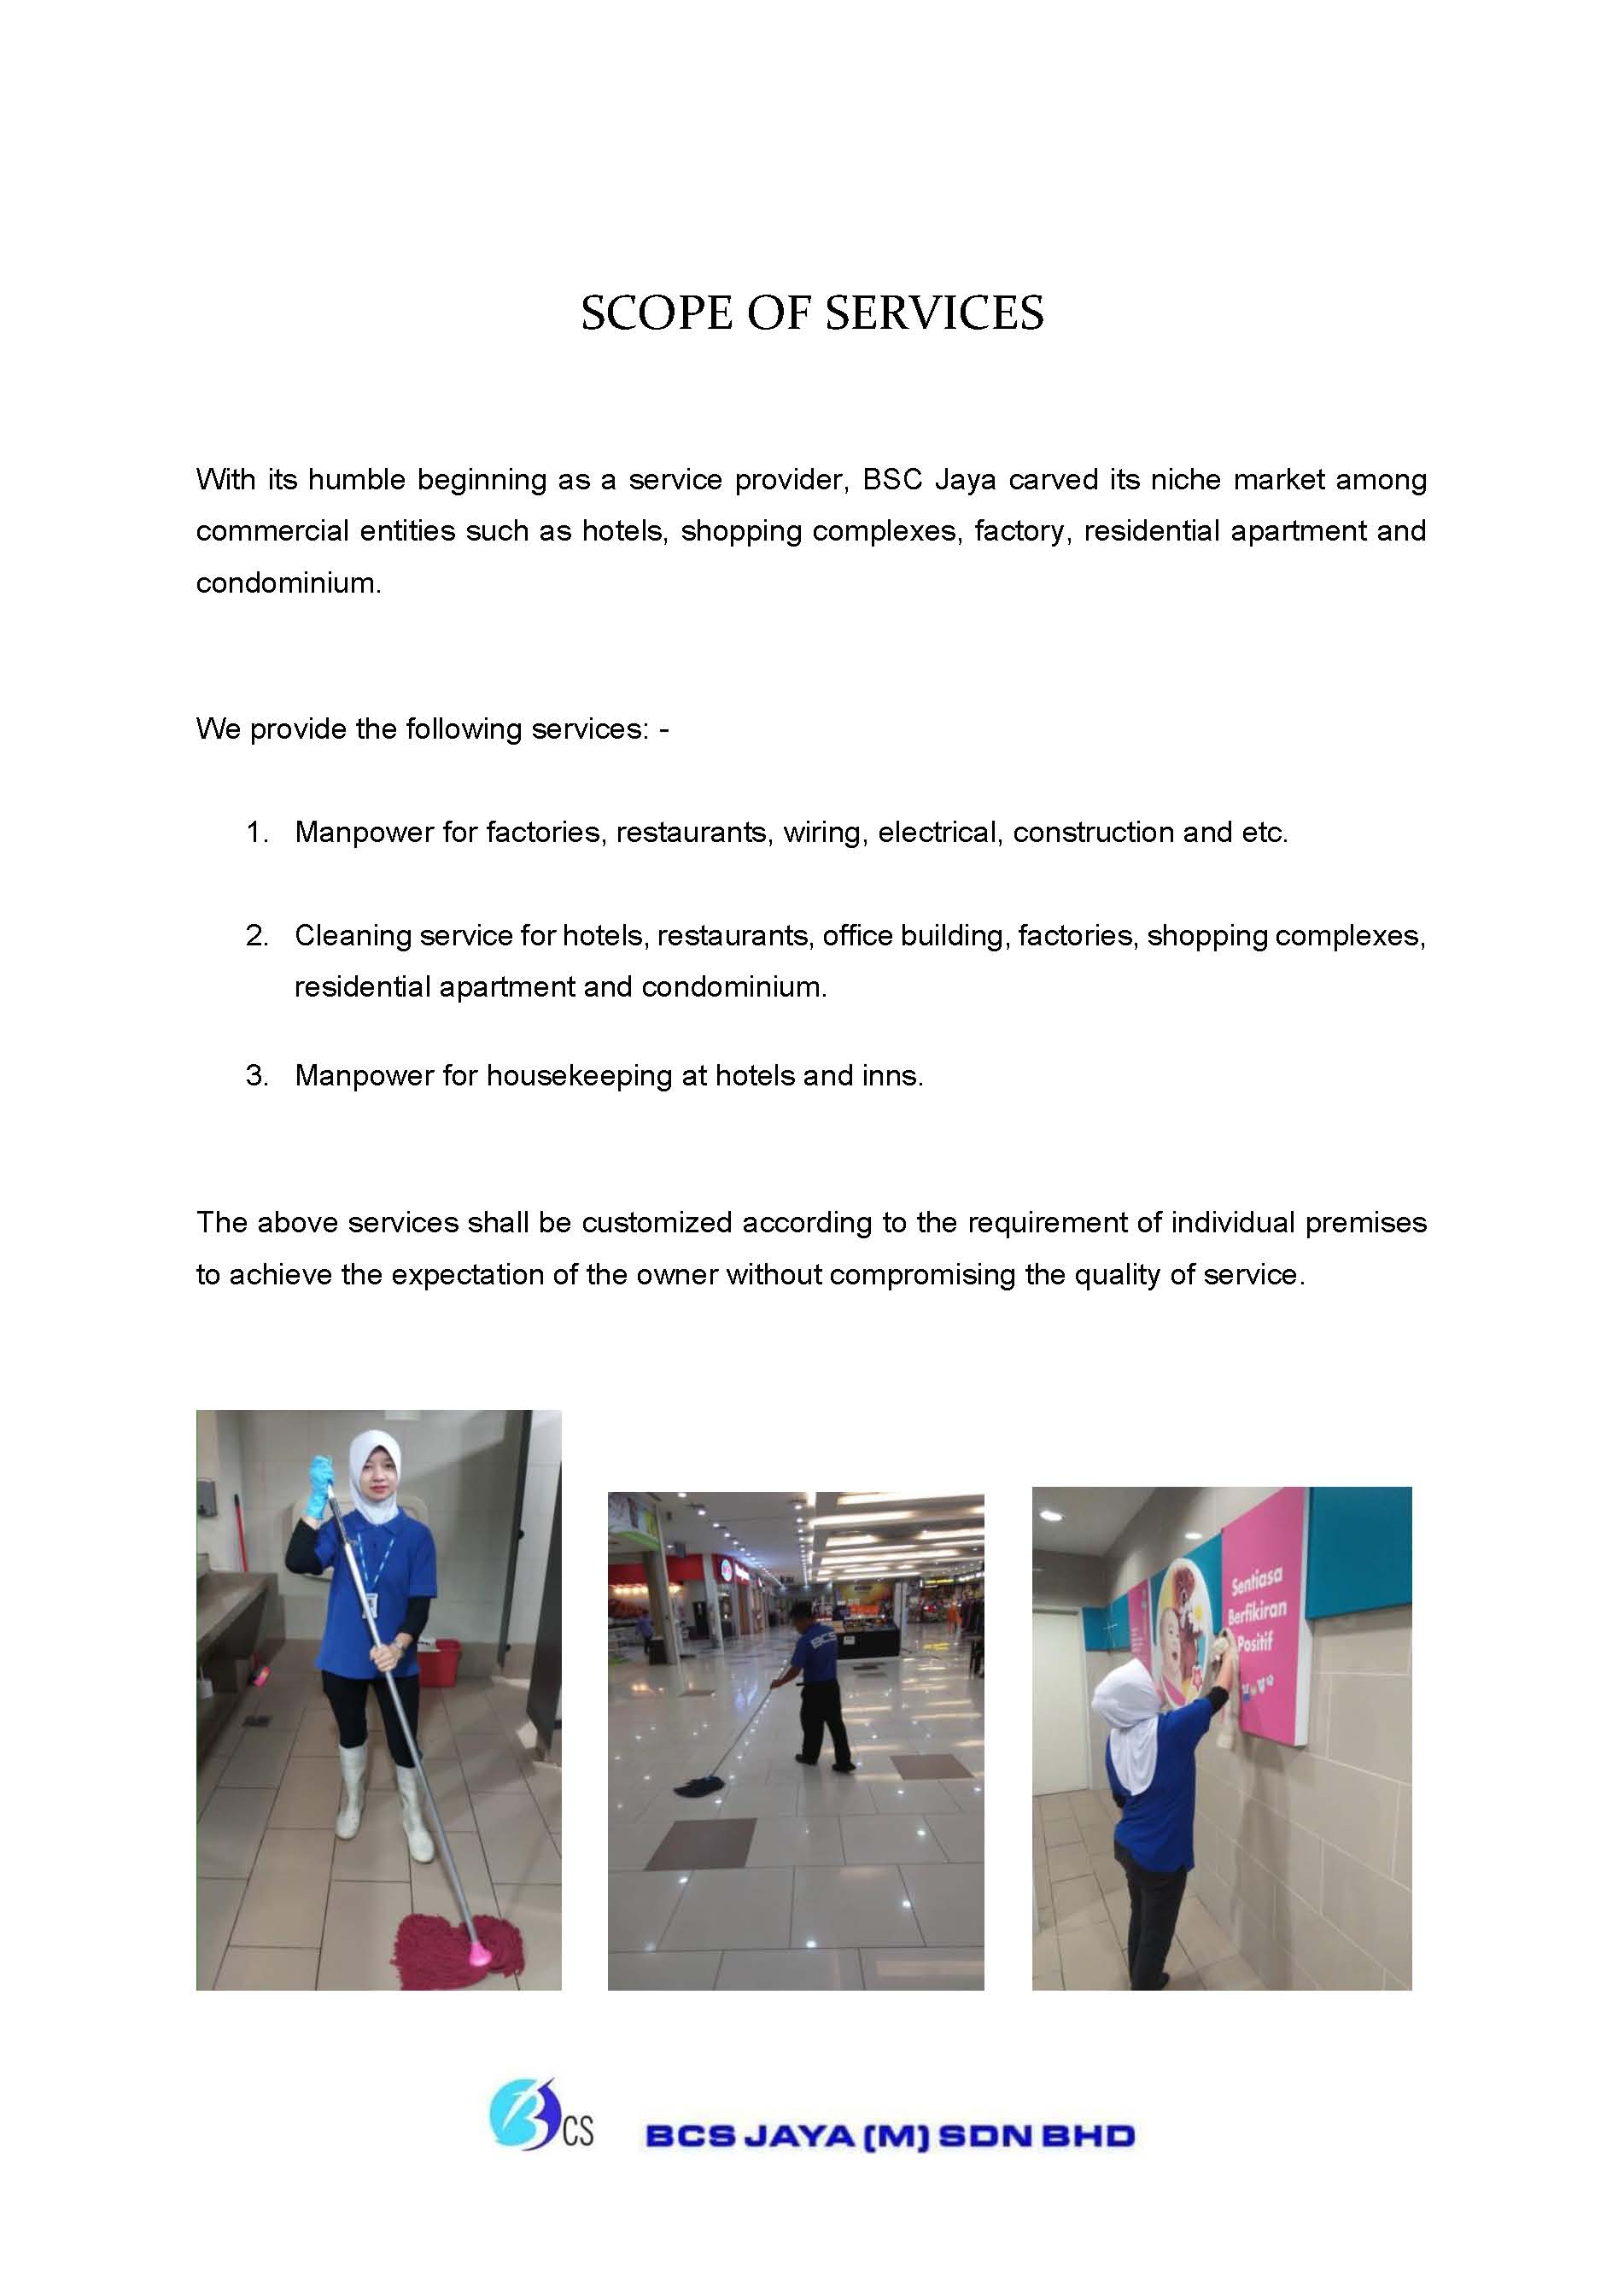 SCOPE OF SERVICES
With its humble beginning as a service provider, BSC Jaya carved its niche market among
commercial entities such as hotels, shopping complexes, factory, residential apartment and
condominium.
We provide the following services: -
1. Manpower for factories, restaurants, wiring, electrical, construction and etc.
2. Cleaning service for hotels, restaurants, office building, factories, shopping complexes,
residential apartment and condominium.
3. Manpower for housekeeping at hotels and inns.
The above services shall be customized according to the requirement of individual premises
to achieve the expectation of the owner without compromising the quality of service.
BCS
Sentiasa
Berfikiran
Positif
BCS
BCS JAYA (M) SDN BHD